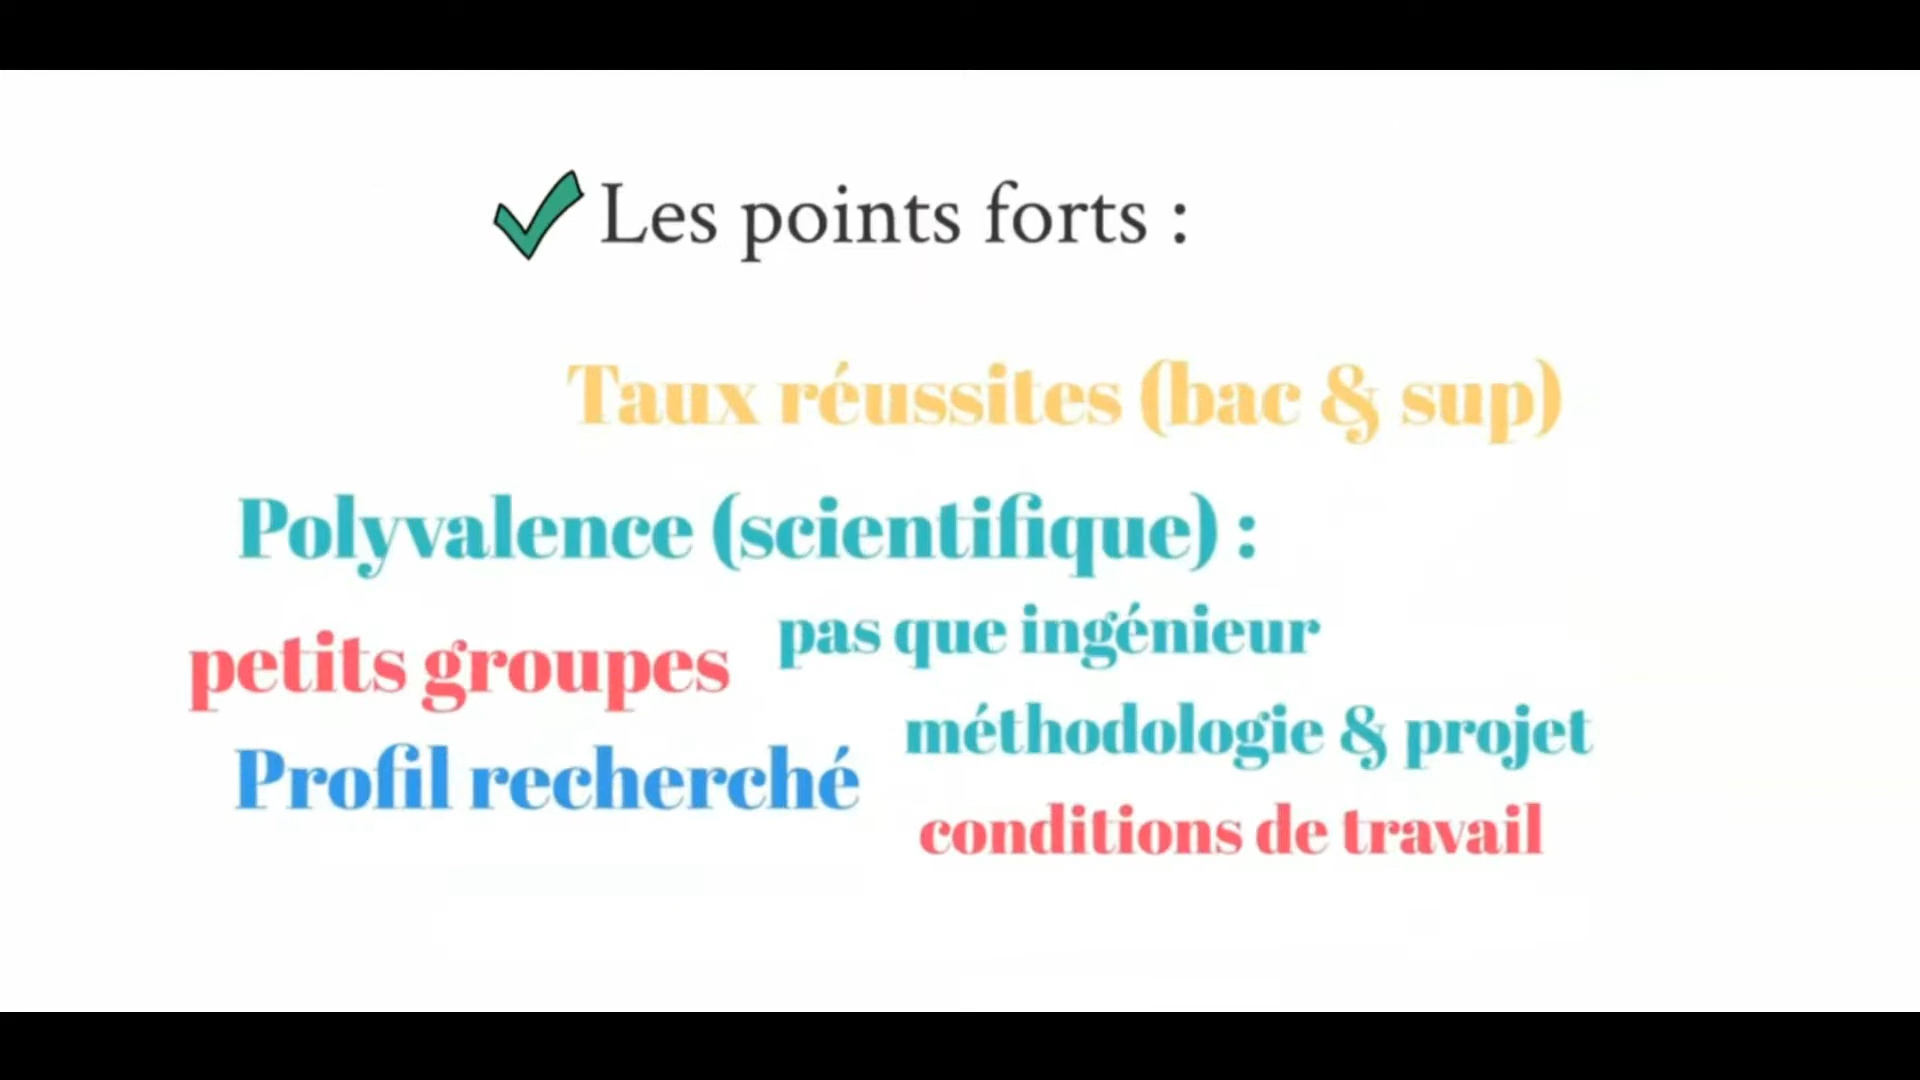 Les points forts :
Taux réussites (bac & sup)
Polyvalence (scientifique) :
pas que ingénieur
petits groupes
méthodologie & projet
Profil recherché
conditions de travail